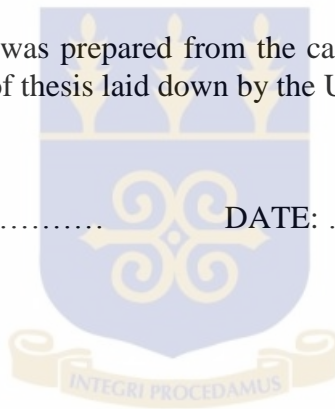 was prepared from the ca
of thesis laid down by the U
.......... DATE: .
INTEGRI PROCEDAMUS